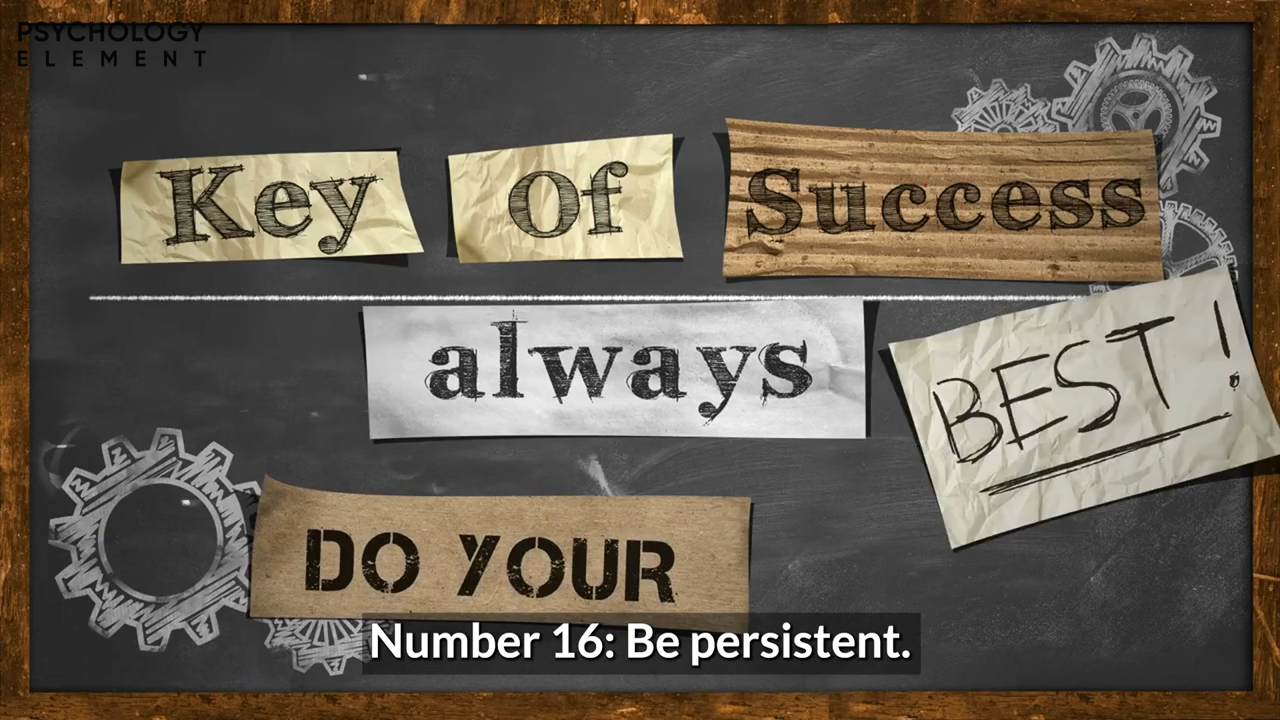 PSYCHOLOGY
ELEMENT
Key Of Success
always
BEST!
DO YOUR
Number 16: Be persistent.